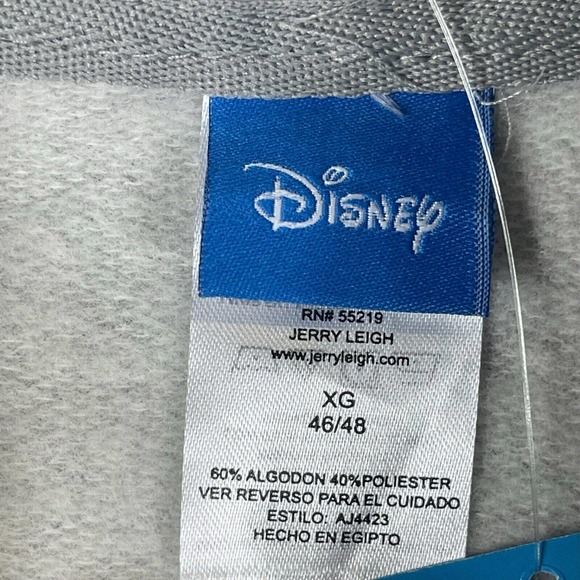 Disney
RN# 55219
JERRY LEIGH
www.jerryleigh.com
XG
46/48
60% ALGODON 40%POLIESTER
VER REVERSO PARA EL CUIDADO
ESTILO: AJ4423
HECHO EN EGIPTO